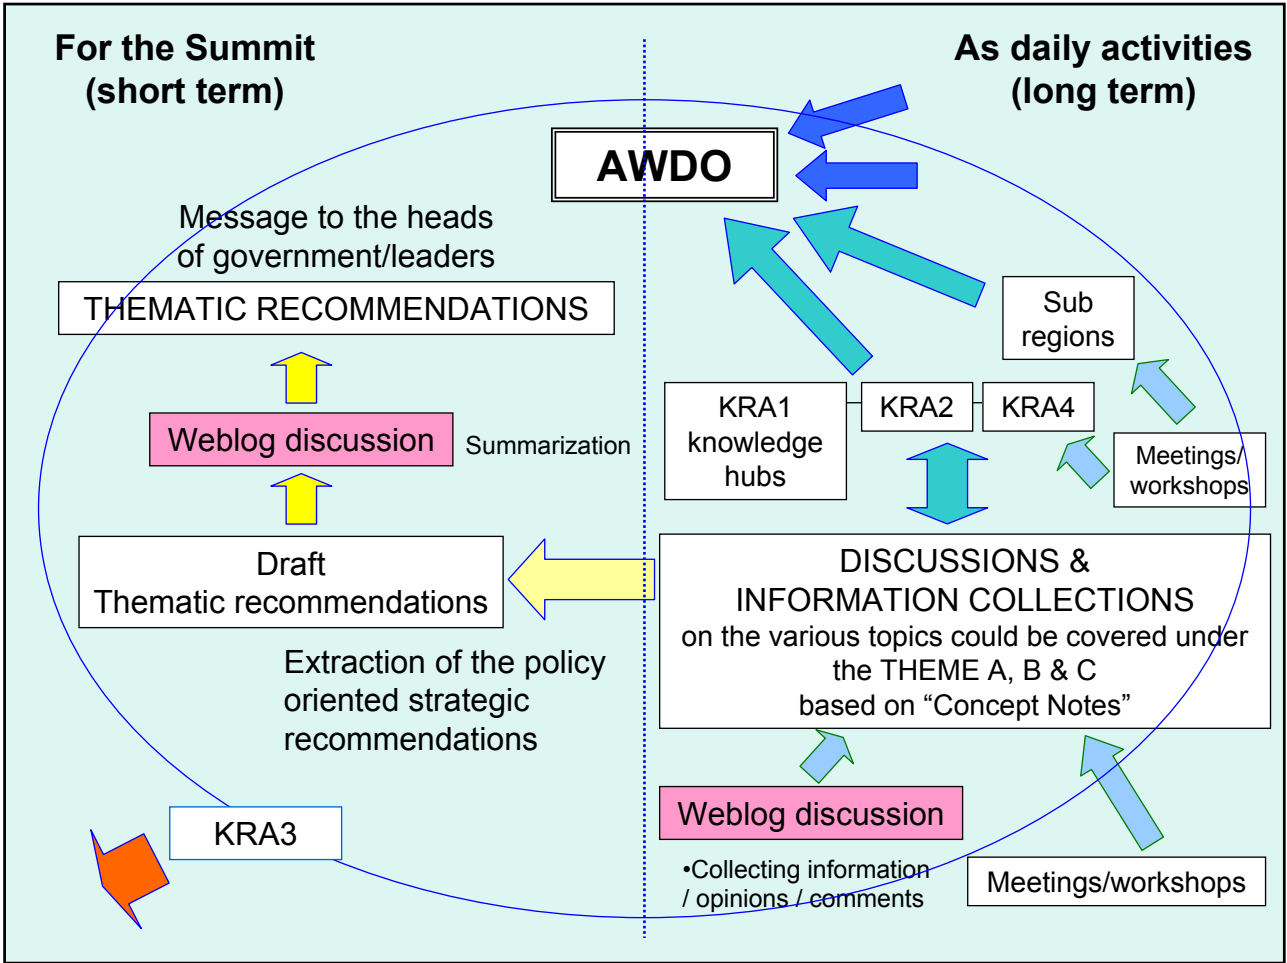 For the Summit
(short term)
As daily activities
(long term)
AWDO
Message to the heads
of government/leaders
THEMATIC RECOMMENDATIONS
Sub
regions
KRA1
knowledge
hubs
KRA2
KRA4
Weblog discussion
Summarization
Meetings/
workshops
Draft
Thematic recommendations
DISCUSSIONS &
INFORMATION COLLECTIONS
on the various topics could be covered under
the THEME A, B & C
based on “Concept Notes”
Extraction of the policy
oriented strategic
recommendations
KRA3
Weblog discussion
•Collecting information
/ opinions / comments
Meetings/workshops